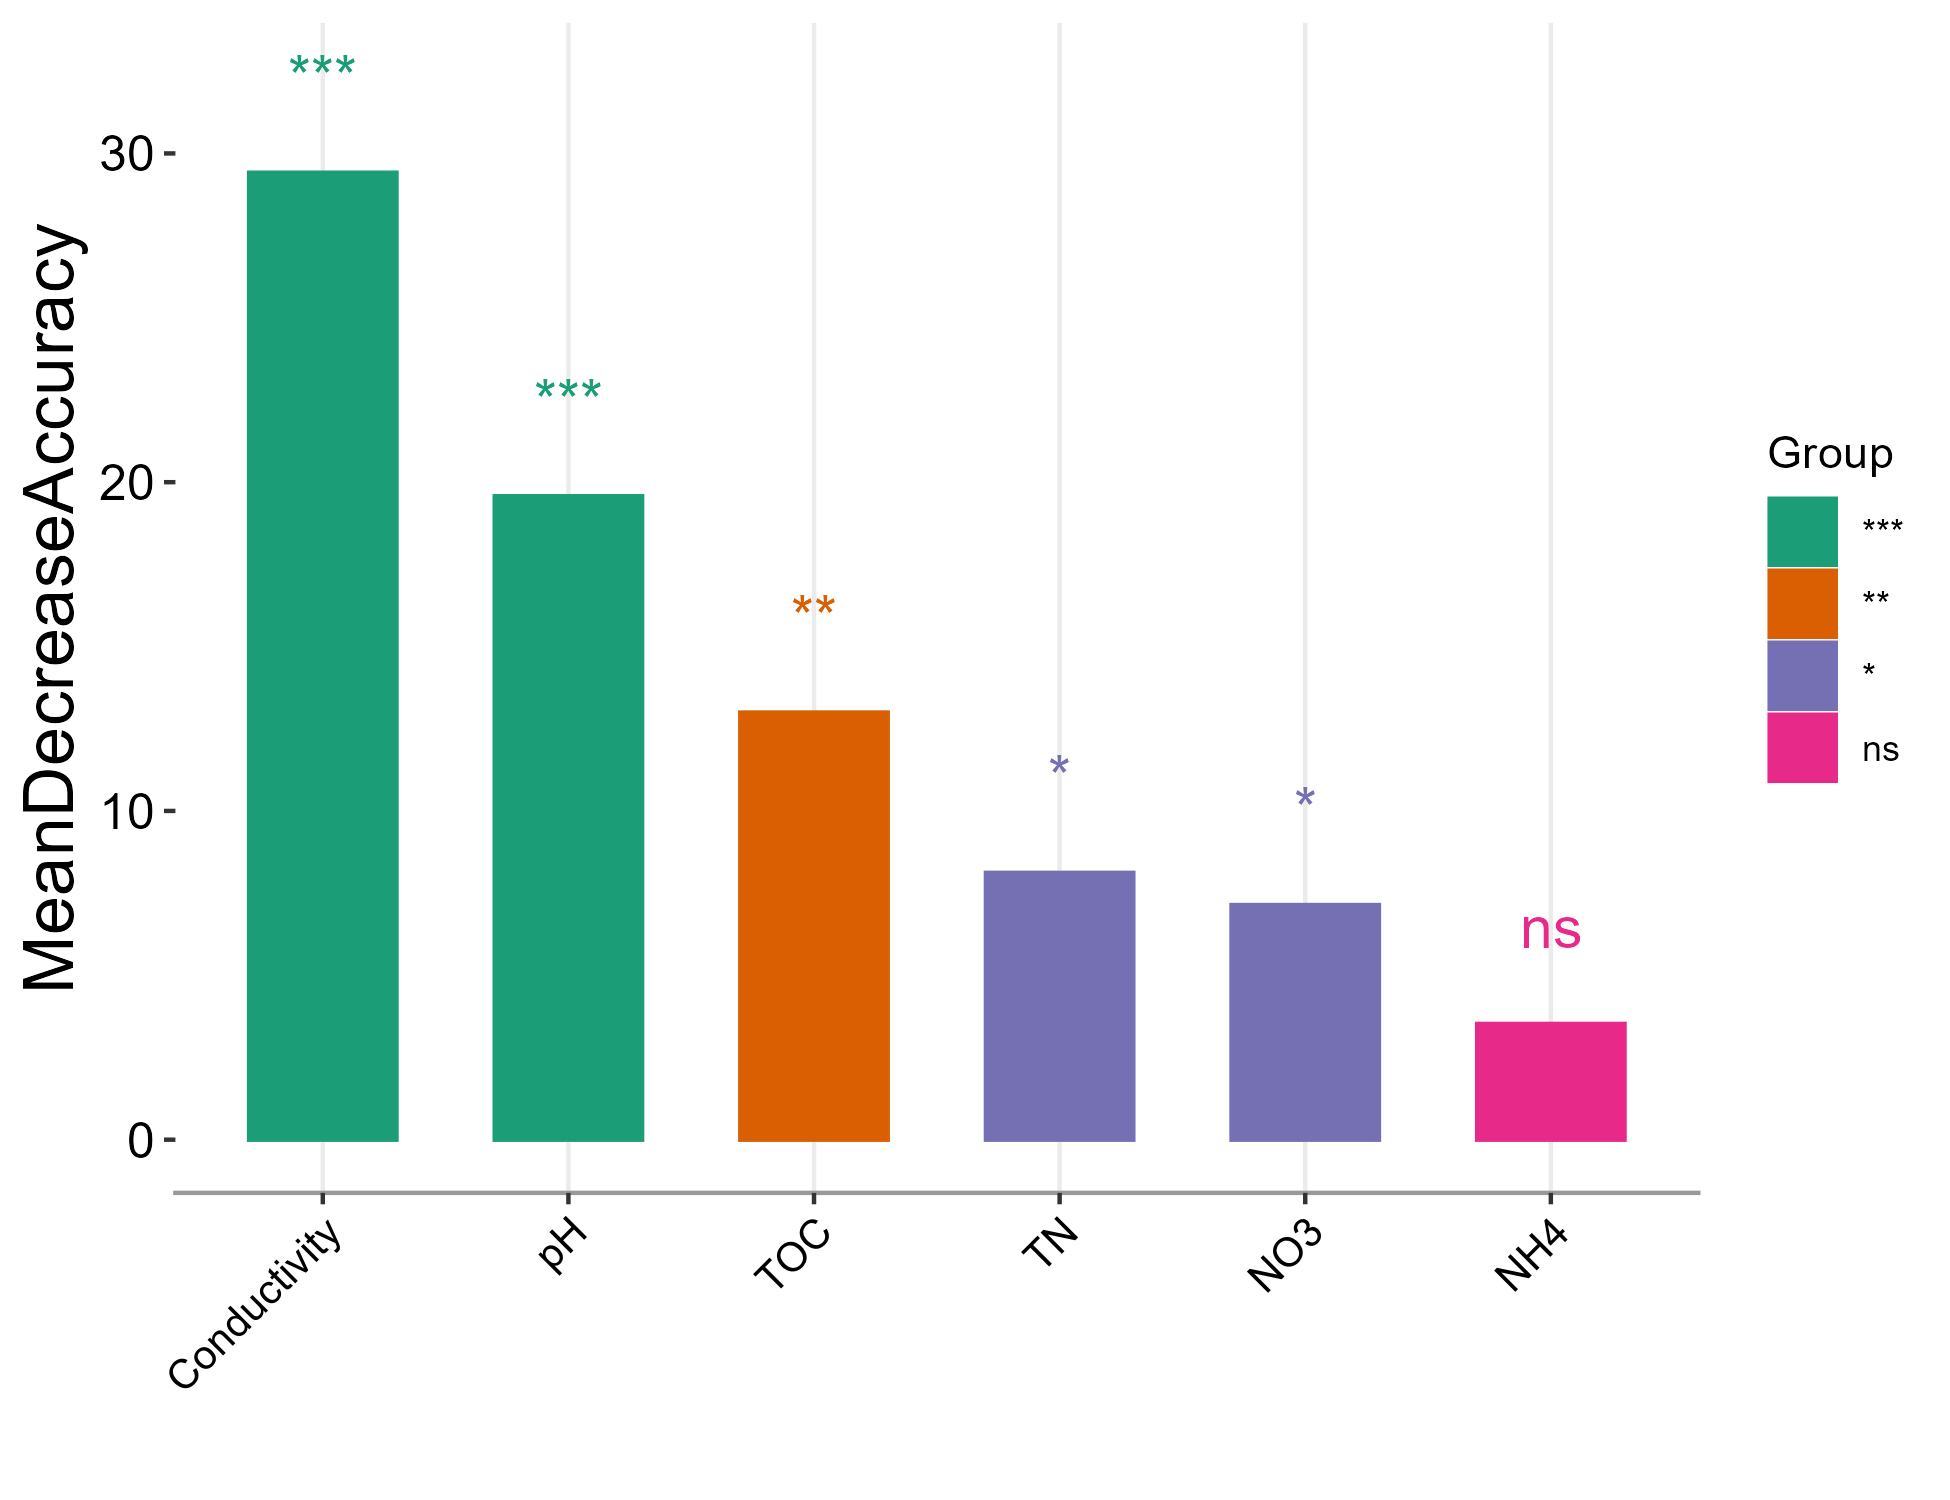 ***
30
***
20
**
*
10
*
ns
0
MeanDecreaseAccuracy
Conductivity
pH
TOC
TN
NO3
NH4
Group
***
**
*
ns